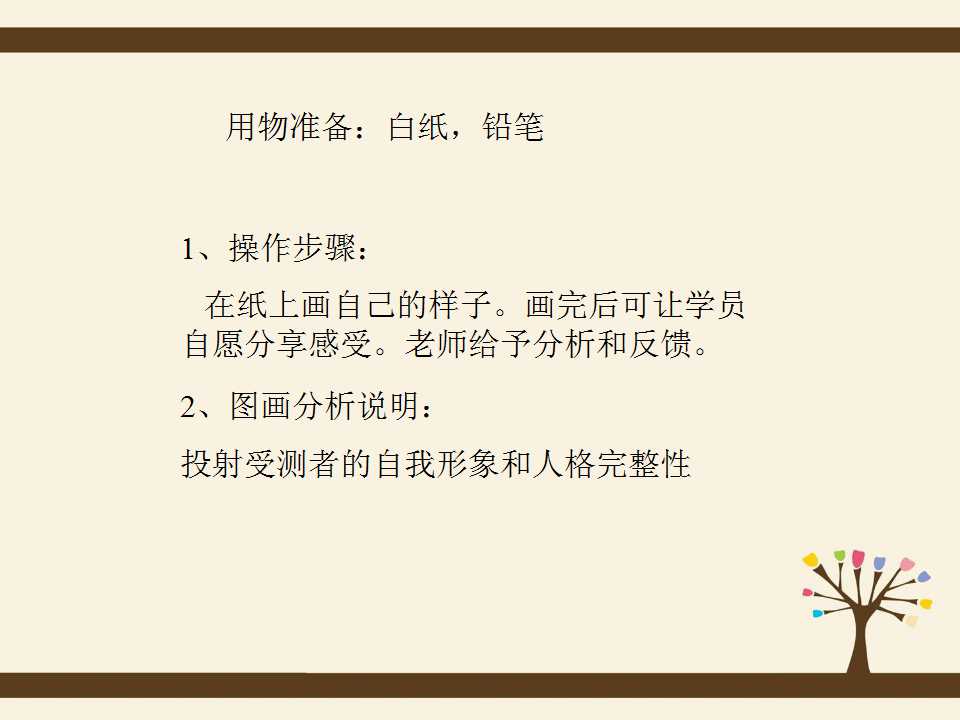 用物准备：白纸，铅笔
1、操作步骤：
在纸上画自己的样子。画完后可让学员
自愿分享感受。老师给予分析和反馈。
2、图画分析说明：
投射受测者的自我形象和人格完整性